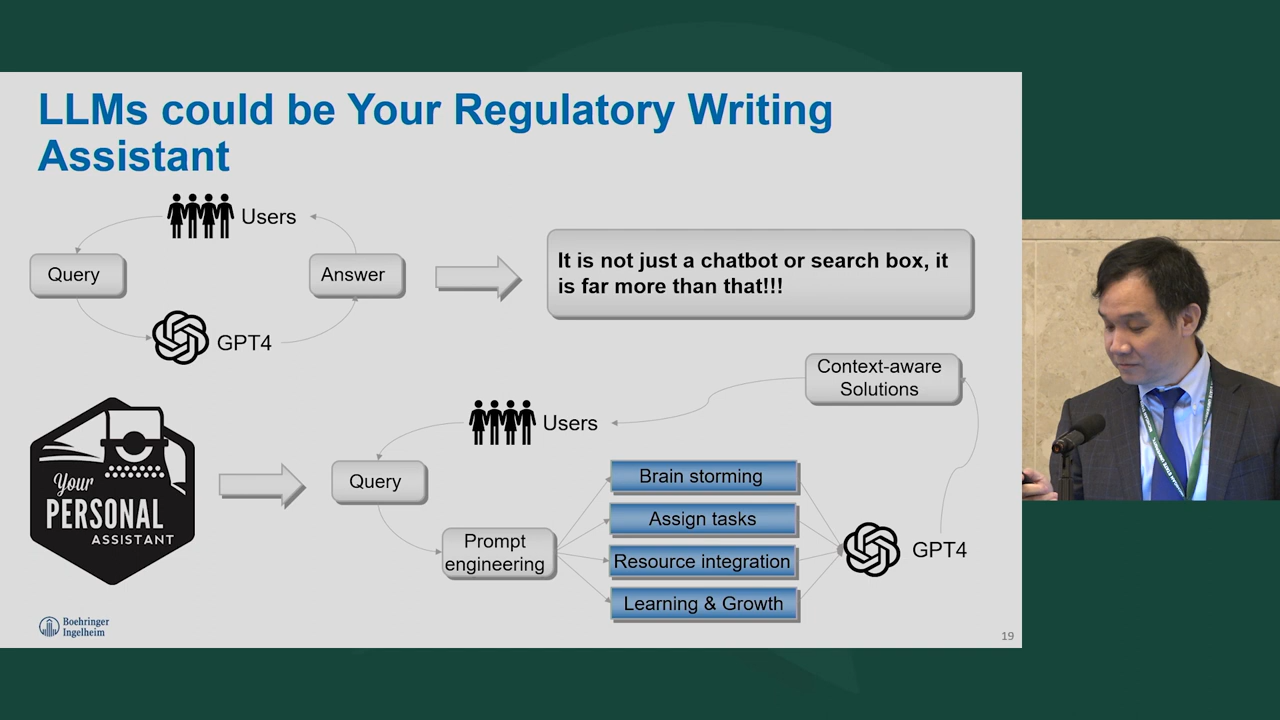 LLMs could be Your Regulatory Writing
Assistant
Users
Query
Answer
GPT4
It is not just a chatbot or search box, it
is far more than that!!!
Context-aware
Solutions
Users
Query
Your
PERSONAL
ASSISTANT
Prompt
engineering
Brain storming
Assign tasks
Resource integration
Learning & Growth
GPT4
Boehringer
Ingelheim
19